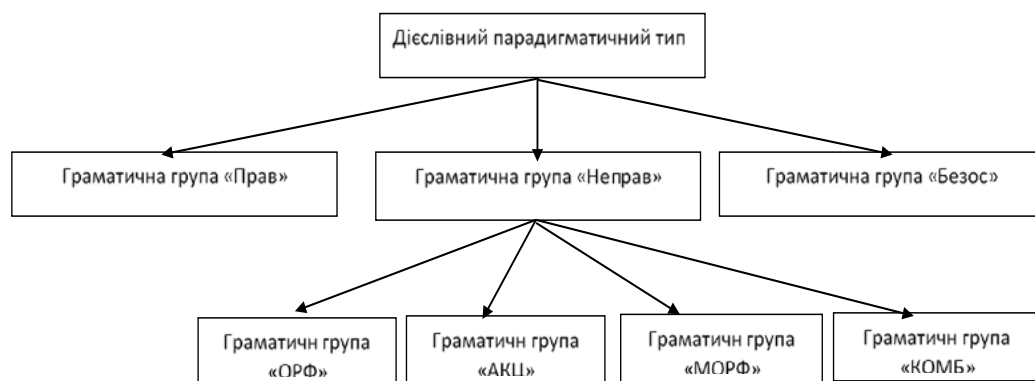 Дієслівний парадигматичний тип
Граматична група «Прав»
Граматична група «Неправ»
Граматична група «Безос»
Граматичн група
«ОРФ»
Граматичн група
«АКЦ»
Граматичн група
«МОРФ»
Граматичн група
«КОМБ»